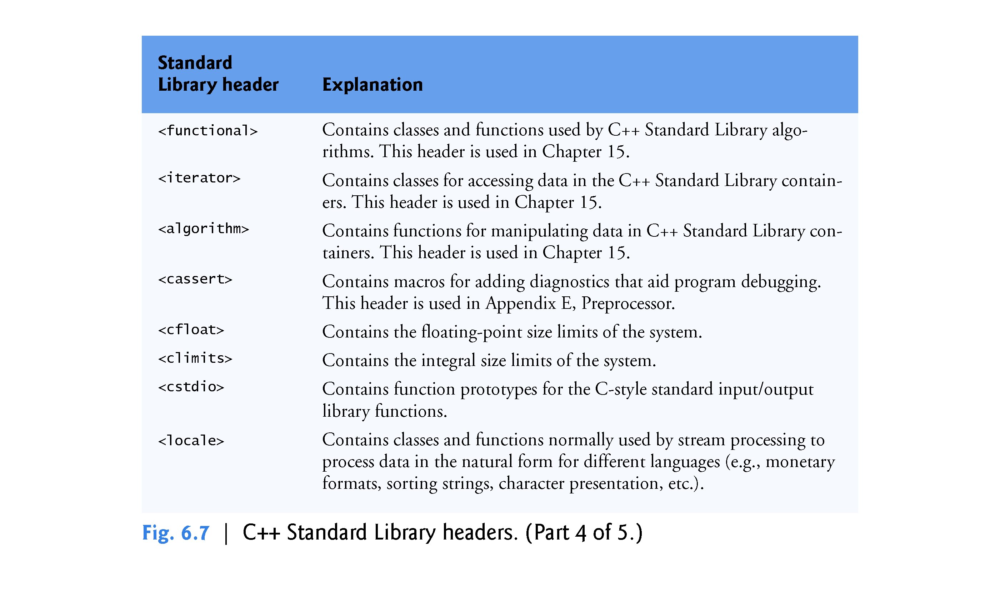 Standard
Library header Explanation
<functional> Contains classes and functions used by C++ Standard Library algo-
rithms. This header is used in Chapter 15.
<iterator> Contains classes for accessing data in the C++ Standard Library contain-
ers. This header is used in Chapter 15.
<algorithm> Contains functions for manipulating data in C++ Standard Library con-
tainers. This header is used in Chapter 15.
<cassert> Contains macros for adding diagnostics that aid program debugging.
This header is used in Appendix E, Preprocessor.
<cfloat> Contains the floating-point size limits of the system.
<climits> Contains the integral size limits of the system.
<cstdio> Contains function prototypes for the C-style standard input/output
library functions.
<locale> Contains classes and functions normally used by stream processing to
process data in the natural form for different languages (e.g., monetary
formats, sorting strings, character presentation, etc.).
Fig. 6.7 | C++ Standard Library headers. (Part 4 of 5.)